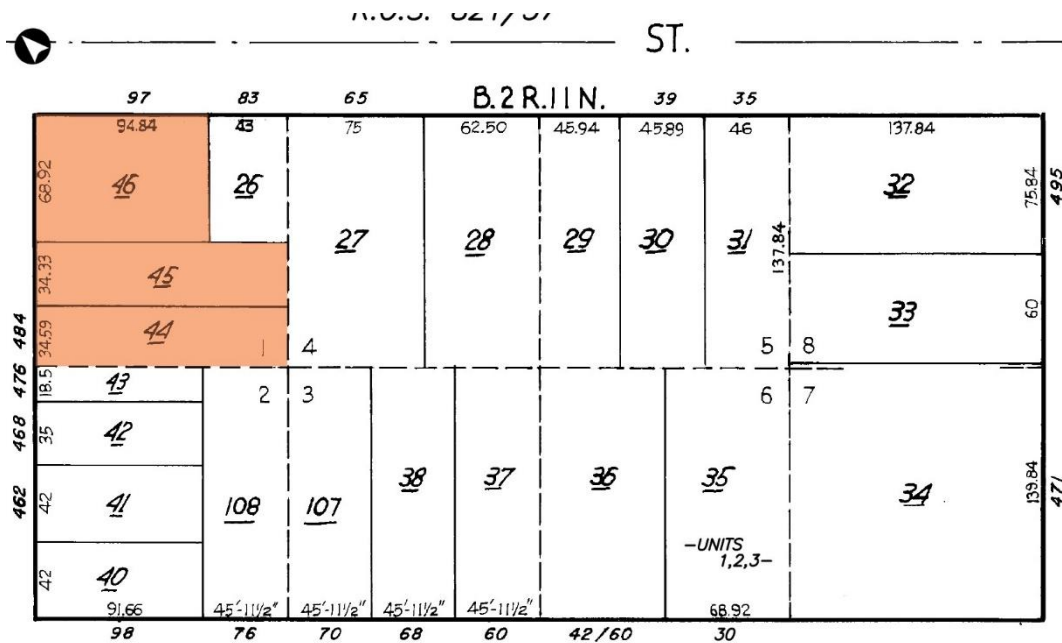 ST.
B.2 R.11N.
97 83 65 39 35
94.84 43 75 62.50 45.94 45.99 46 137.84
68.92 46 26 32 75.84 495
27 28 29 30 31 137.84
34.33 45
33 60
484 34.59 44 1 4 5 8
476 18.5 43 2 3 6 7
468 35 42
38 37 36 35 34 139.84 471
462 42 41 108 107
-UNITS
1,2,3-
42 40
91.66 45'-11½" 45'-11½" 45'-11½" 45'-11½" 68.92
98 76 70 68 60 42/60 30